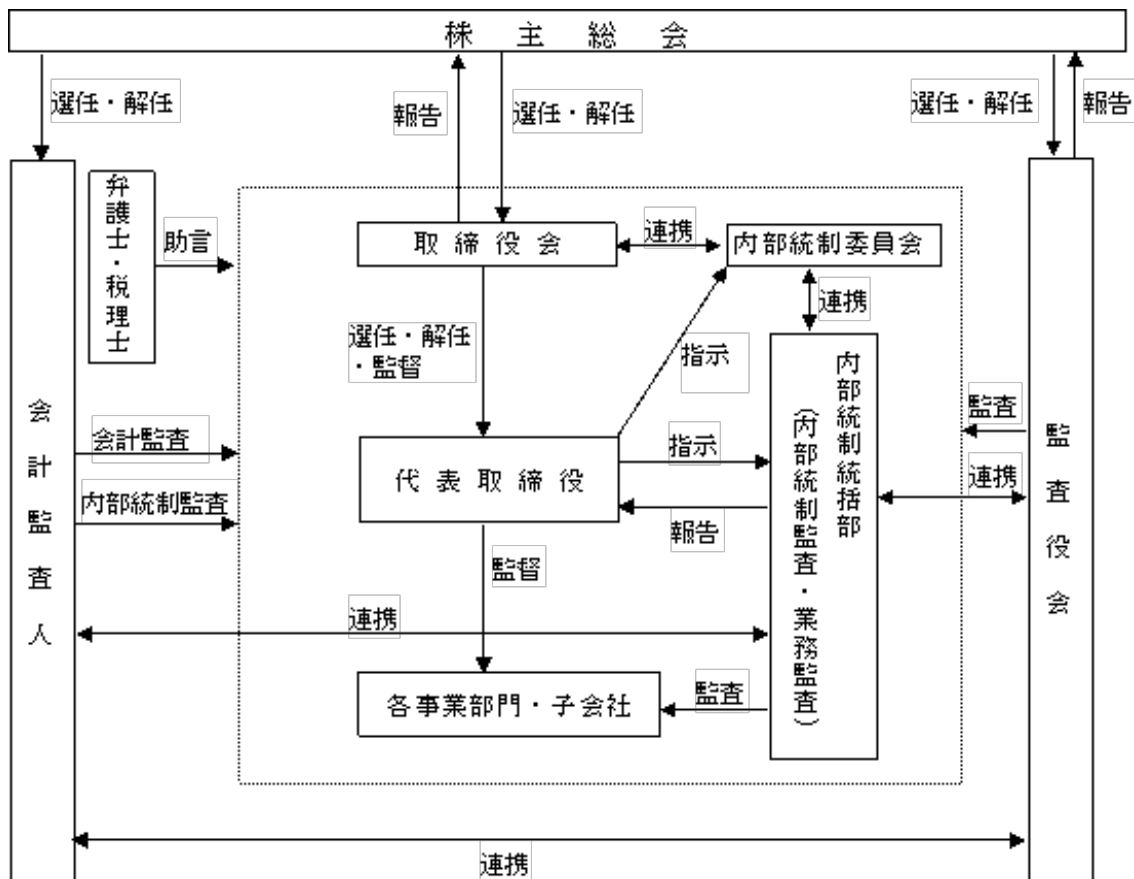 株主総会
選任・解任
報告
選任・解任
選任・解任
報告
弁護士・税理士
助言
取締役会
連携
内部統制委員会
連携
選任・解任
・監督
指示
内部統制統括部
（内部統制監査・業務監査）
会計監査人
会計監査
内部統制監査
代表取締役
指示
報告
監査
連携
監査役会
監督
連携
各事業部門・子会社
監査
連携